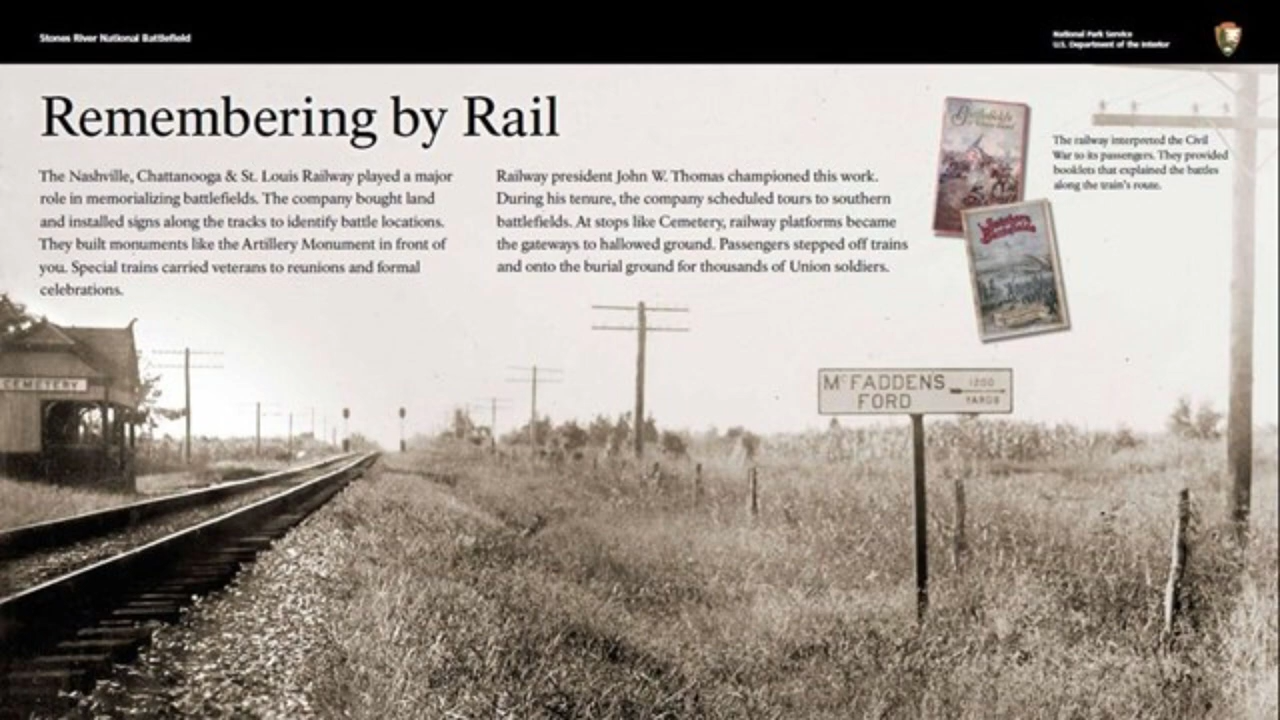 Stones River National Battlefield
National Park Service
U.S. Department of the Interior
Remembering by Rail
The Nashville, Chattanooga & St. Louis Railway played a major
role in memorializing battlefields. The company bought land
and installed signs along the tracks to identify battle locations.
They built monuments like the Artillery Monument in front of
you. Special trains carried veterans to reunions and formal
celebrations.
Railway president John W. Thomas championed this work.
During his tenure, the company scheduled tours to southern
battlefields. At stops like Cemetery, railway platforms became
the gateways to hallowed ground. Passengers stepped off trains
and onto the burial ground for thousands of Union soldiers.
The railway interpreted the Civil
War to its passengers. They provided
booklets that explained the battles
along the train's route.
Battlefields
CEMETERY
McFADDEN'S 1200
FORD YARDS